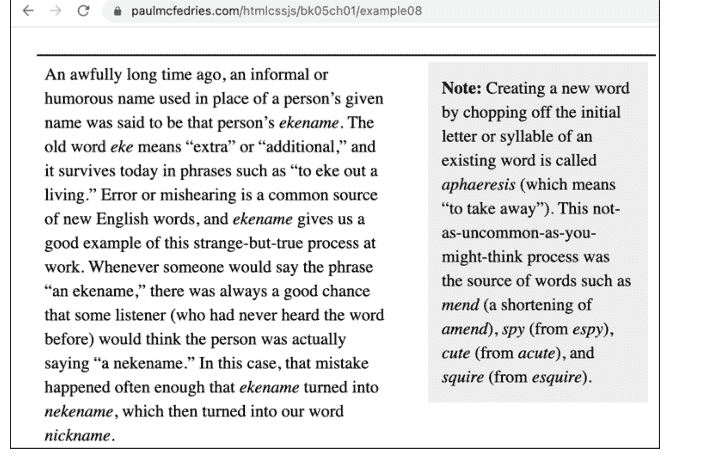 paulmcfedries.com/htmlcssjs/bk05ch01/example08
An awfully long time ago, an informal or
humorous name used in place of a person’s given
name was said to be that person’s ekename. The
old word eke means “extra” or “additional,” and
it survives today in phrases such as “to eke out a
living.” Error or mishearing is a common source
of new English words, and ekename gives us a
good example of this strange-but-true process at
work. Whenever someone would say the phrase
“an ekename,” there was always a good chance
that some listener (who had never heard the word
before) would think the person was actually
saying “a nekename.” In this case, that mistake
happened often enough that ekename turned into
nekename, which then turned into our word
nickname.
Note: Creating a new word
by chopping off the initial
letter or syllable of an
existing word is called
aphaeresis (which means
“to take away”). This not-
as-uncommon-as-you-
might-think process was
the source of words such as
mend (a shortening of
amend), spy (from espy),
cute (from acute), and
squire (from esquire).